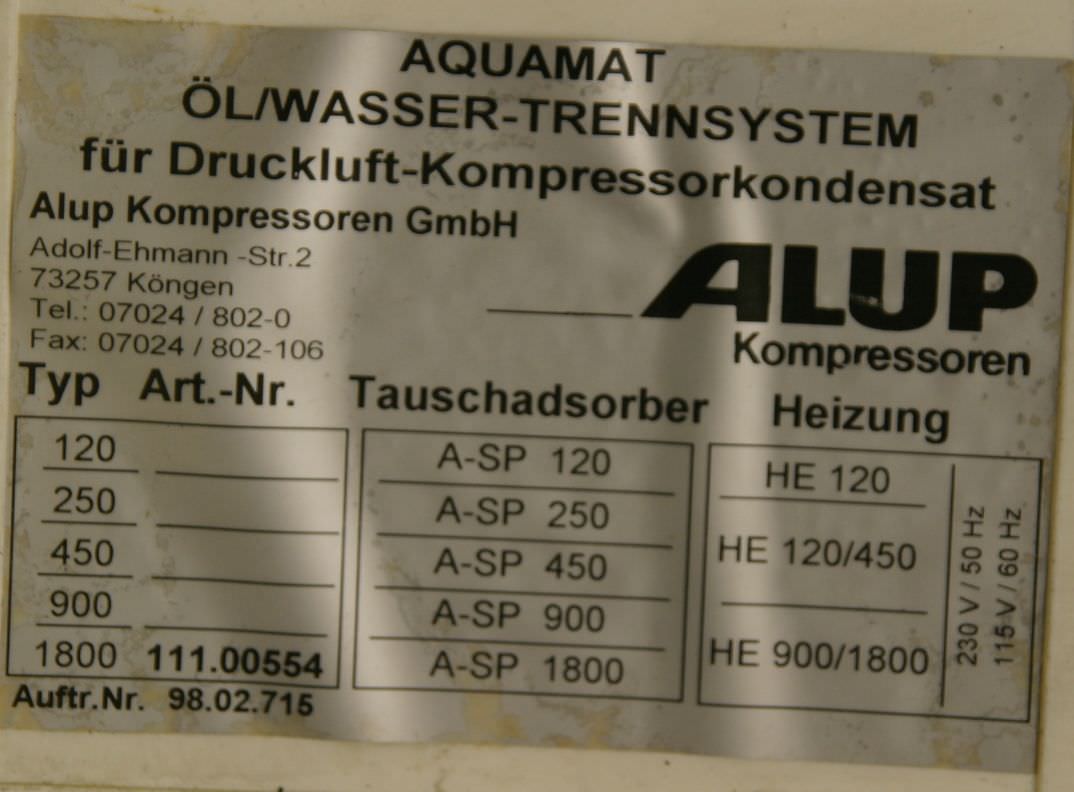 AQUAMAT
ÖL/WASSER-TRENNSYSTEM
für Druckluft-Kompressorkondensat
Alup Kompressoren GmbH
Adolf-Ehmann -Str.2
73257 Köngen
Tel.: 07024 / 802-0
Fax: 07024 / 802-106
ALUP
Kompressoren
Typ Art.-Nr. Tauschadsorber Heizung
120 A-SP 120 HE 120
250 A-SP 250
450 A-SP 450 HE 120/450
900 A-SP 900
1800 111.00554 A-SP 1800 HE 900/1800
230 V / 50 Hz
115 V / 60 Hz
Auftr.Nr. 98.02.715